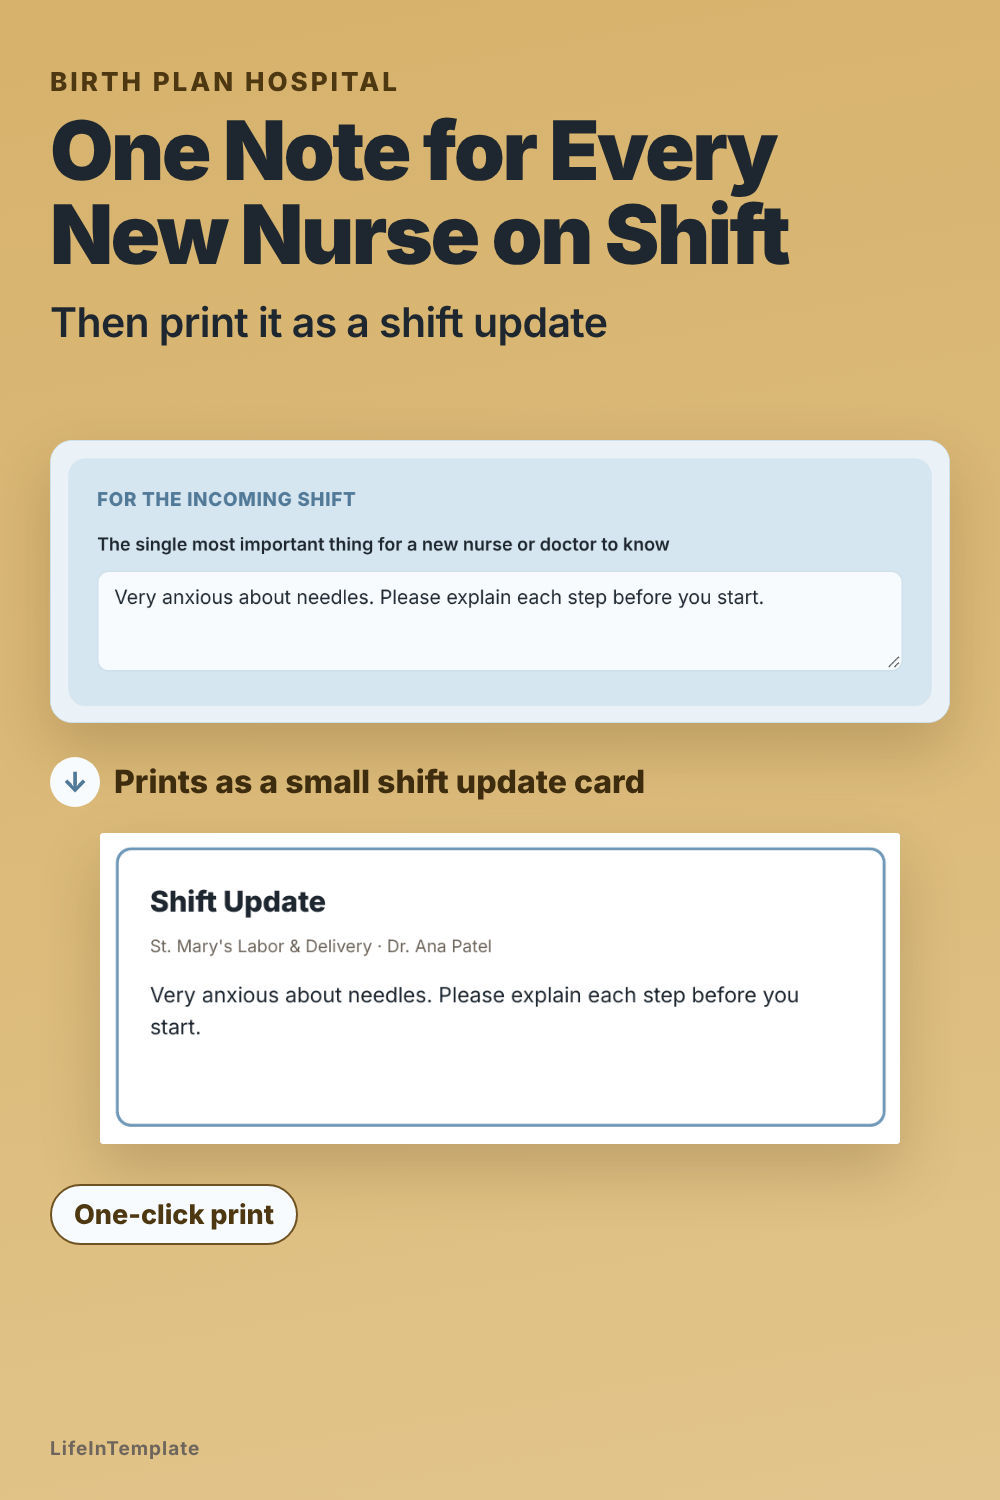 BIRTH PLAN HOSPITAL
One Note for Every
New Nurse on Shift
Then print it as a shift update
FOR THE INCOMING SHIFT
The single most important thing for a new nurse or doctor to know
Very anxious about needles. Please explain each step before you start.
Prints as a small shift update card
Shift Update
St. Mary's Labor & Delivery · Dr. Ana Patel
Very anxious about needles. Please explain each step before you
start.
One-click print
LifeInTemplate